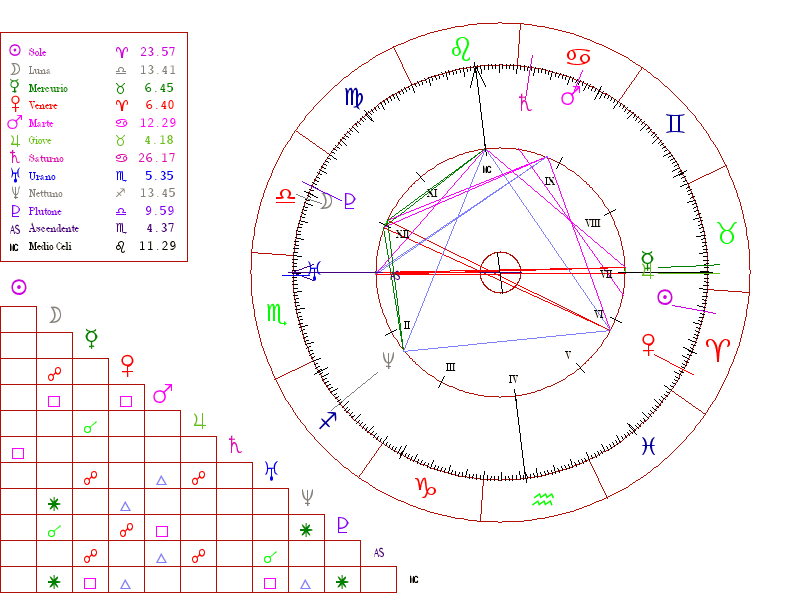 ☉ Sole ♈ 23.57
☽ Luna ♎ 13.41
☿ Mercurio ♉ 6.45
♀ Venere ♈ 6.40
♂ Marte ♋ 12.29
♃ Giove ♉ 4.18
♄ Saturno ♋ 26.17
♅ Urano ♏ 5.35
♆ Nettuno ♐ 13.45
♇ Plutone ♎ 9.59
AS Ascendente ♏ 4.37
MC Medio Celi ♌ 11.29
MC
IX
XI
VIII
XII
AS
VII
VI
II
V
III
IV
AS
MC